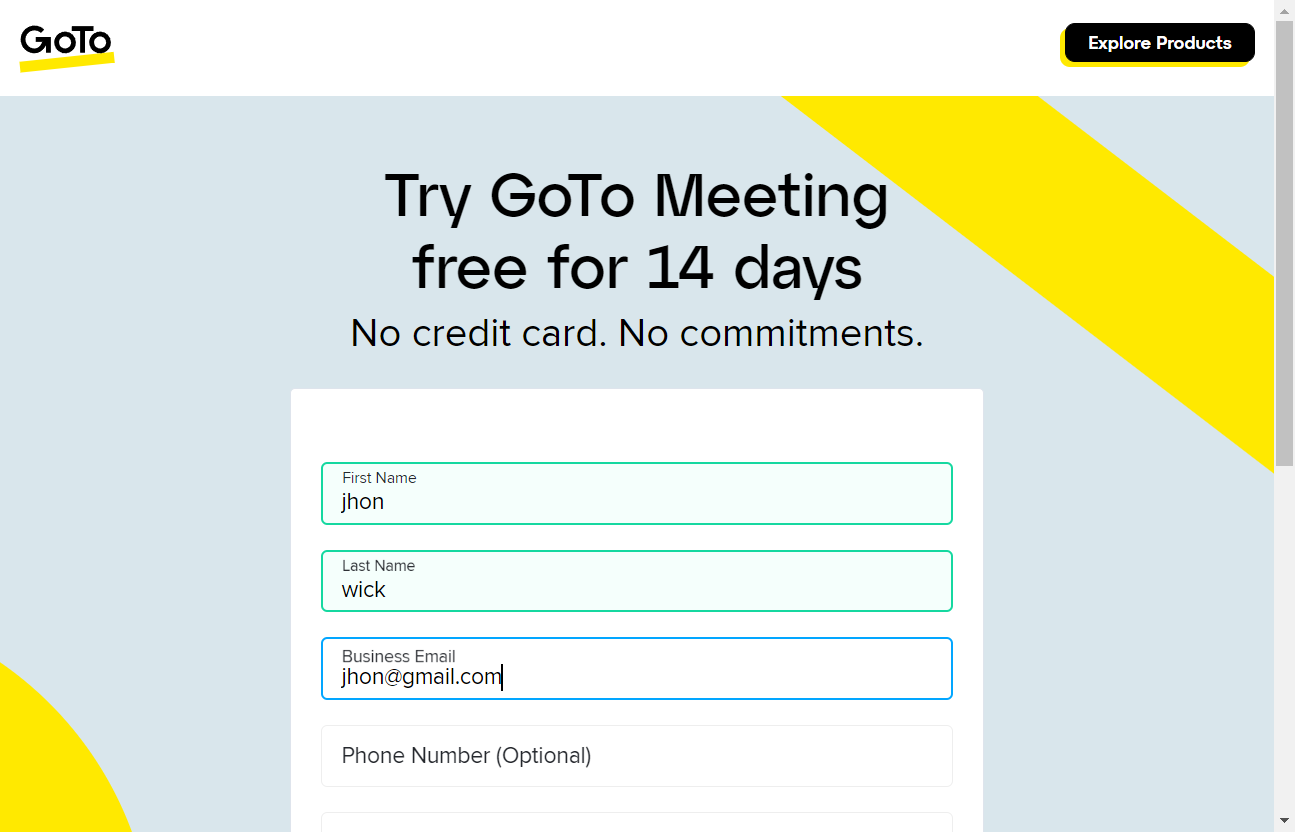 GoTo
Explore Products
Try GoTo Meeting
free for 14 days
No credit card. No commitments.
First Name
jhon
Last Name
wick
Business Email
jhon@gmail.com
Phone Number (Optional)